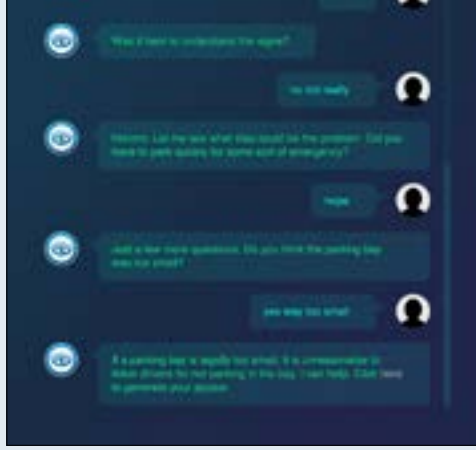 Was it hard to understand the signs?
no not really
Hmmm. Let me see what else could be the problem. Did you
have to park quickly for some sort of emergency?
nope
Just a few more questions. Do you think the parking bay
was too small?
yes way too small
If a parking bay is legally too small, it is unreasonable to
ticket drivers for not parking in the bay. I can help. Click here
to generate your appeal.